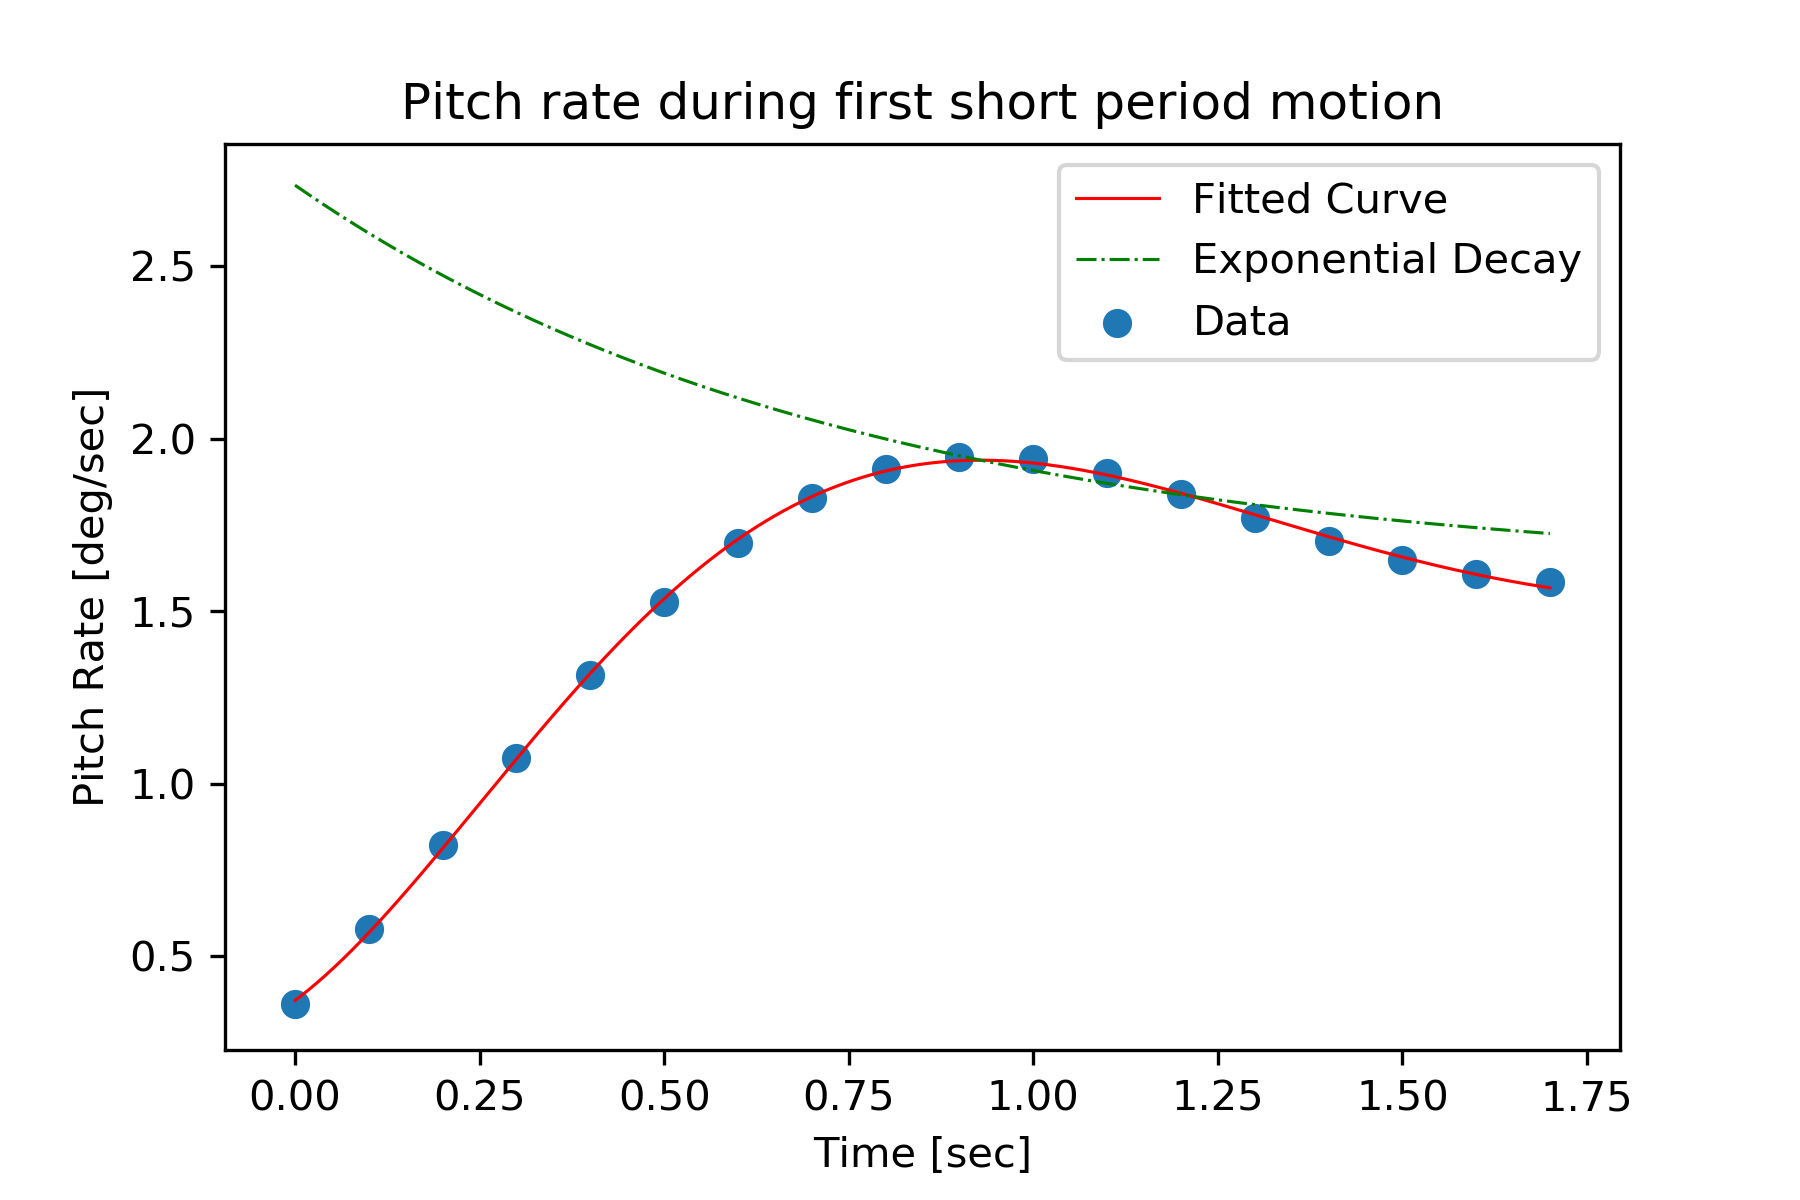 Pitch rate during first short period motion
Fitted Curve
Exponential Decay
Data
2.5
2.0
1.5
1.0
0.5
Pitch Rate [deg/sec]
0.00 0.25 0.50 0.75 1.00 1.25 1.50 1.75
Time [sec]